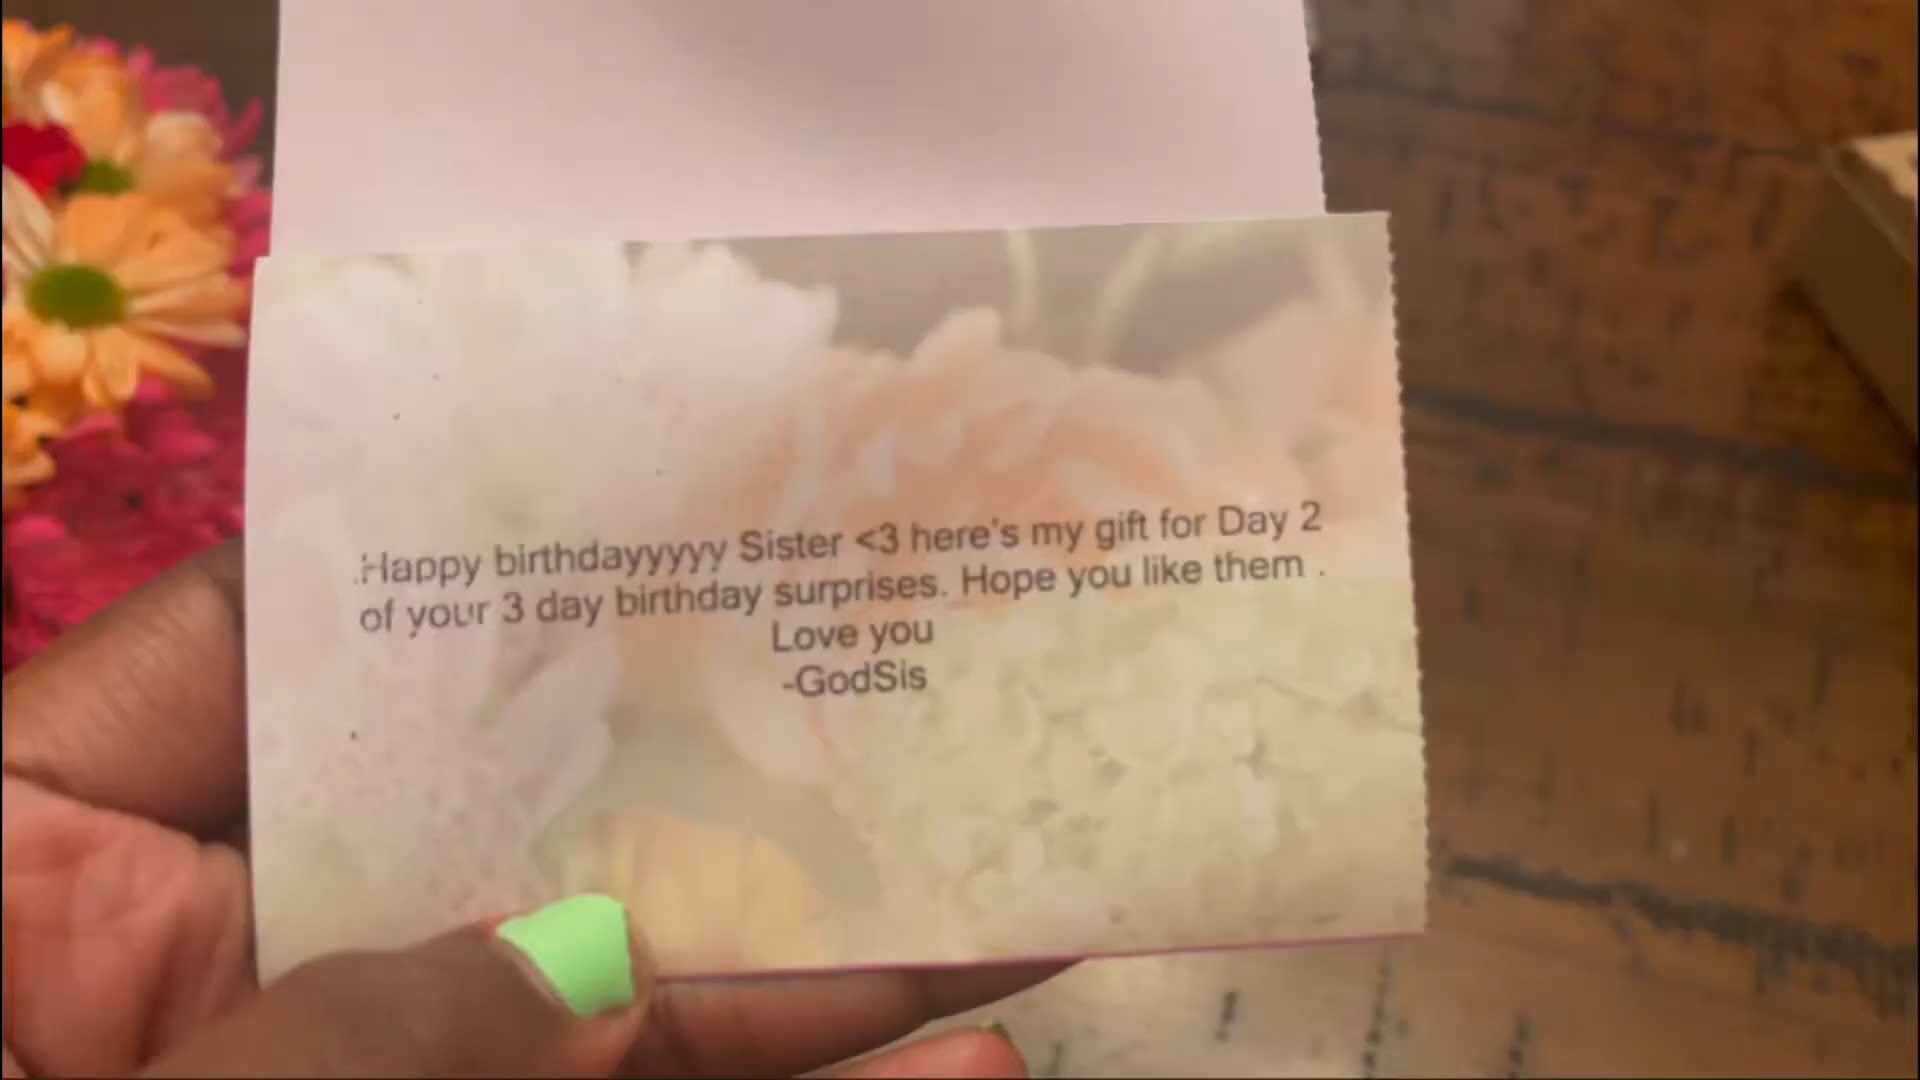 .Happy birthdayyyyy Sister <3 here's my gift for Day 2
of your 3 day birthday surprises. Hope you like them .
Love you
-GodSis